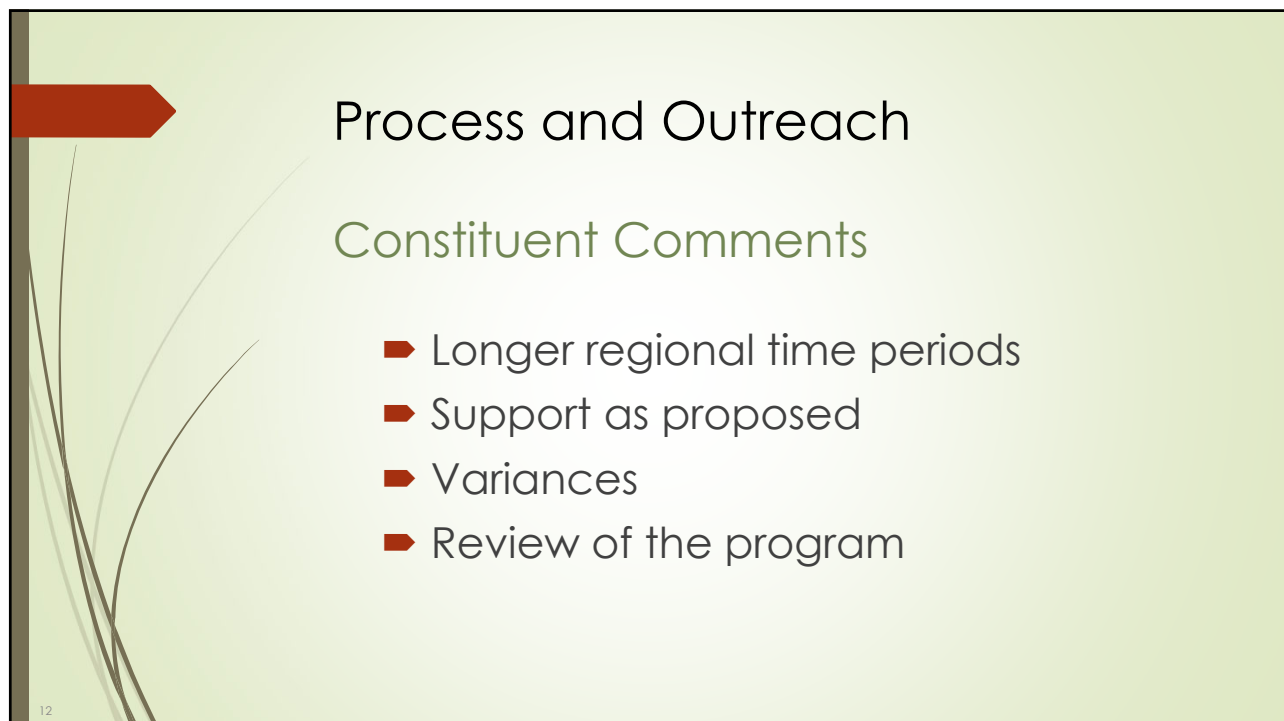 Process and Outreach
Constituent Comments
Longer regional time periods
Support as proposed
Variances
Review of the program
12